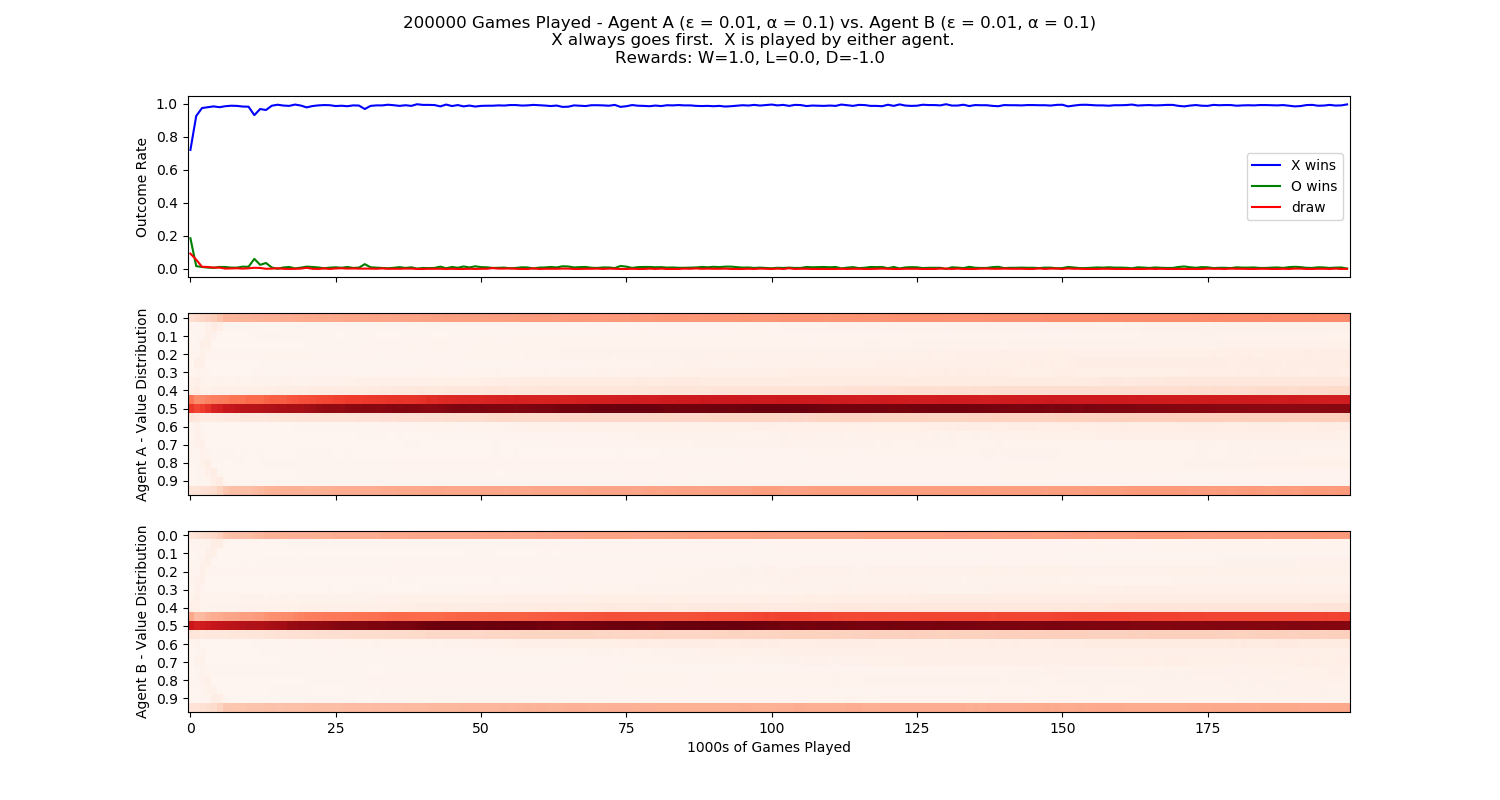 200000 Games Played - Agent A (ε = 0.01, α = 0.1) vs. Agent B (ε = 0.01, α = 0.1)
X always goes first.  X is played by either agent.
Rewards: W=1.0, L=0.0, D=-1.0
Outcome Rate
1.0
0.8
0.6
0.4
0.2
0.0
X wins
O wins
draw
Agent A - Value Distribution
0.0
0.1
0.2
0.3
0.4
0.5
0.6
0.7
0.8
0.9
Agent B - Value Distribution
0.0
0.1
0.2
0.3
0.4
0.5
0.6
0.7
0.8
0.9
0 25 50 75 100 125 150 175
1000s of Games Played